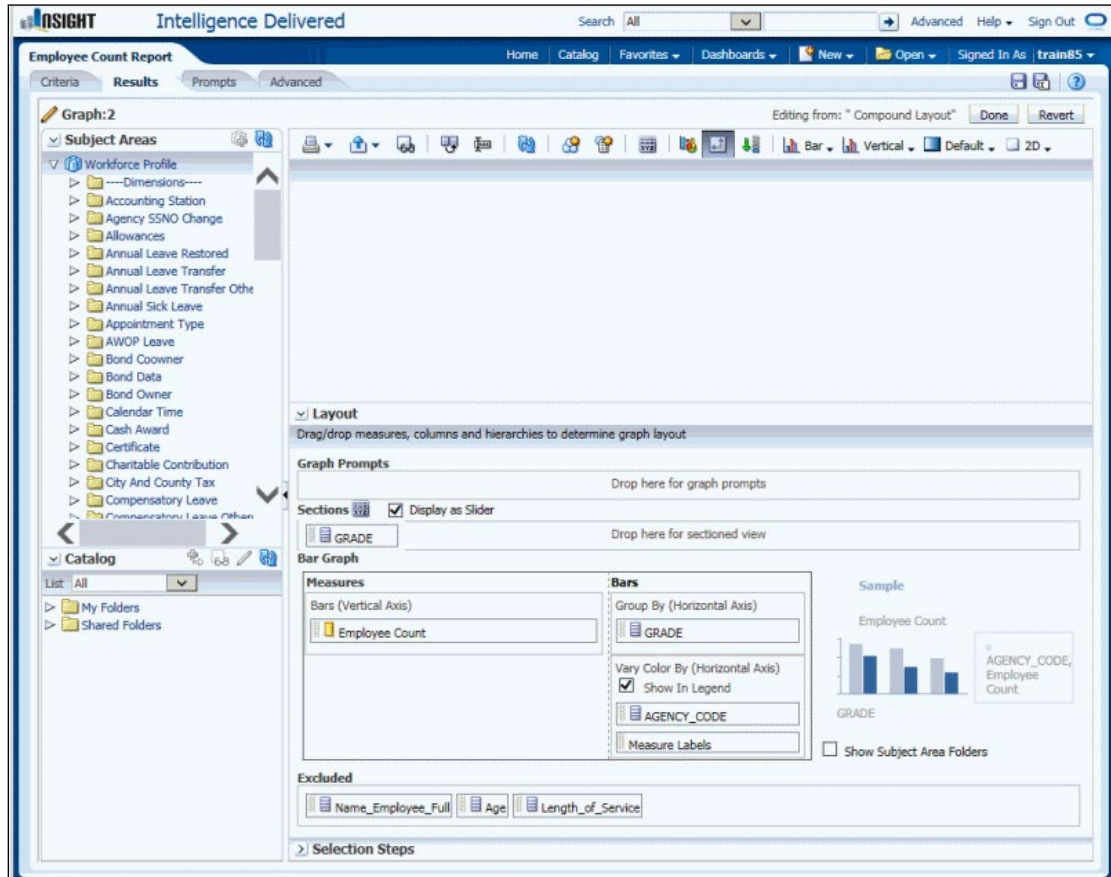 INSIGHT Intelligence Delivered Search All Advanced Help Sign Out
Employee Count Report Home Catalog Favorites Dashboards New Open Signed In As train85
Criteria Results Prompts Advanced
Graph:2 Editing from: " Compound Layout" Done Revert
Subject Areas
Bar Vertical Default 2D
Workforce Profile
----Dimensions----
Accounting Station
Agency SSNO Change
Allowances
Annual Leave Restored
Annual Leave Transfer
Annual Leave Transfer Othe
Annual Sick Leave
Appointment Type
AWOP Leave
Bond Coowner
Bond Data
Bond Owner
Calendar Time
Cash Award
Certificate
Charitable Contribution
City And County Tax
Compensatory Leave
Compensatory Leave Other
Catalog
List All
My Folders
Shared Folders
Layout
Drag/drop measures, columns and hierarchies to determine graph layout
Graph Prompts
Drop here for graph prompts
Sections Display as Slider
GRADE Drop here for sectioned view
Bar Graph
Measures
Bars (Vertical Axis)
Employee Count
Bars
Group By (Horizontal Axis)
GRADE
Vary Color By (Horizontal Axis)
Show In Legend
AGENCY_CODE
Measure Labels
Sample
Employee Count
AGENCY_CODE,
Employee
Count
GRADE
Show Subject Area Folders
Excluded
Name_Employee_Full Age Length_of_Service
Selection Steps